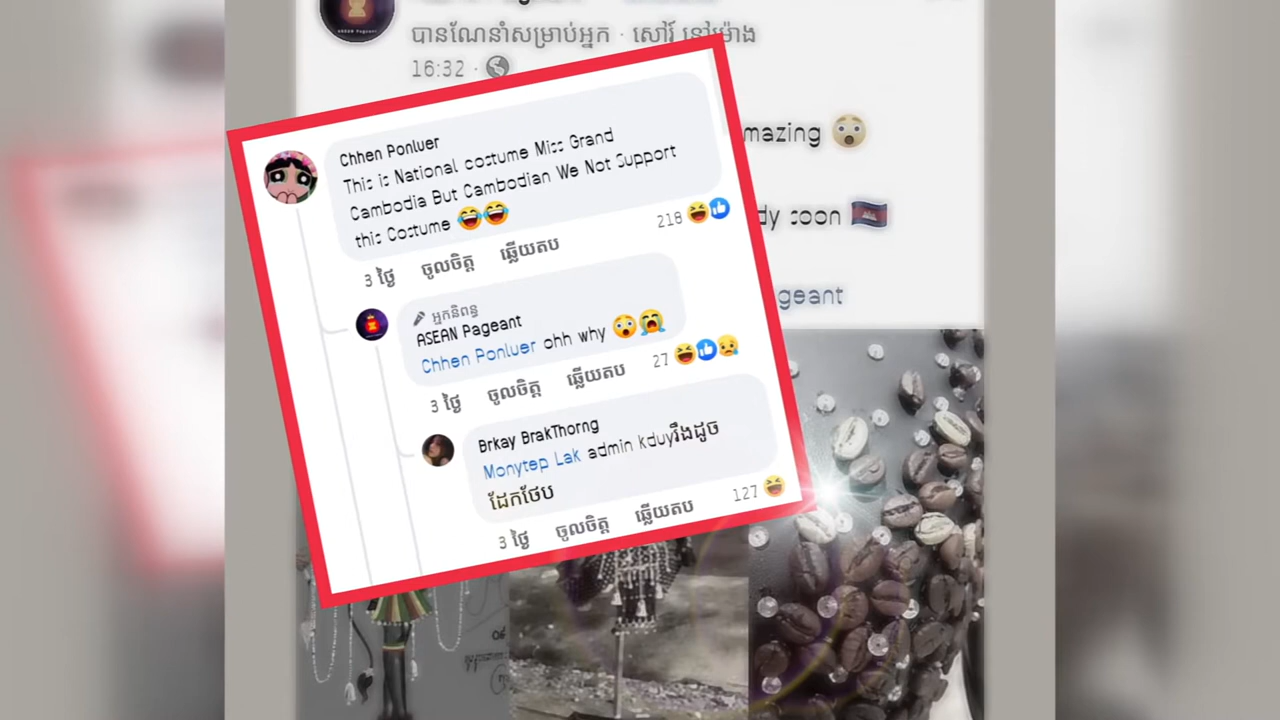 បានណែនាំសម្រាប់អ្នក · សៅរ៍ នៅម៉ោង
16:32 ·
mazing 😲
dy soon 🇰🇭
geant
Chhen Ponluer
This is National costume Miss Grand
Cambodia But Cambodian We Not Support
this Costume 😂😂
3 ថ្ងៃ ចូលចិត្ត ឆ្លើយតប 218
អ្នកនិពន្ធ
ASEAN Pageant
Chhen Ponluer ohh why 😲😭
3 ថ្ងៃ ចូលចិត្ត ឆ្លើយតប 27
Brkay BrakThorng
Monytep Lak admin kduyរឹងដូច
ដែកថែប
3 ថ្ងៃ ចូលចិត្ត ឆ្លើយតប 127